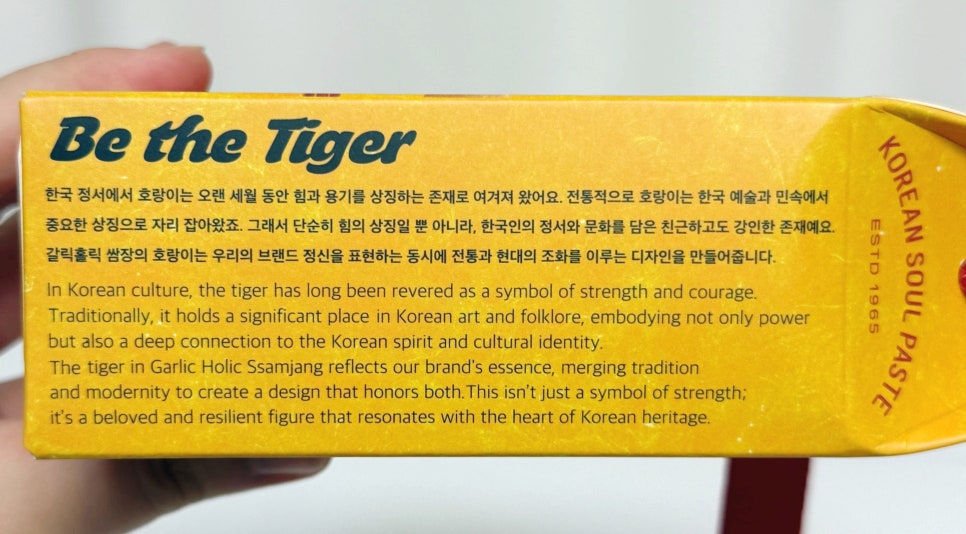 Be the Tiger
한국 정서에서 호랑이는 오랜 세월 동안 힘과 용기를 상징하는 존재로 여겨져 왔어요. 전통적으로 호랑이는 한국 예술과 민속에서
중요한 상징으로 자리 잡아왔죠. 그래서 단순히 힘의 상징일 뿐 아니라, 한국인의 정서와 문화를 담은 친근하고도 강인한 존재예요.
갈릭홀릭 쌈장의 호랑이는 우리의 브랜드 정신을 표현하는 동시에 전통과 현대의 조화를 이루는 디자인을 만들어줍니다.
In Korean culture, the tiger has long been revered as a symbol of strength and courage.
Traditionally, it holds a significant place in Korean art and folklore, embodying not only power
but also a deep connection to the Korean spirit and cultural identity.
The tiger in Garlic Holic Ssamjang reflects our brand's essence, merging tradition
and modernity to create a design that honors both.This isn't just a symbol of strength;
it's a beloved and resilient figure that resonates with the heart of Korean heritage.
KOREAN SOUL PASTE
ESTD 1965